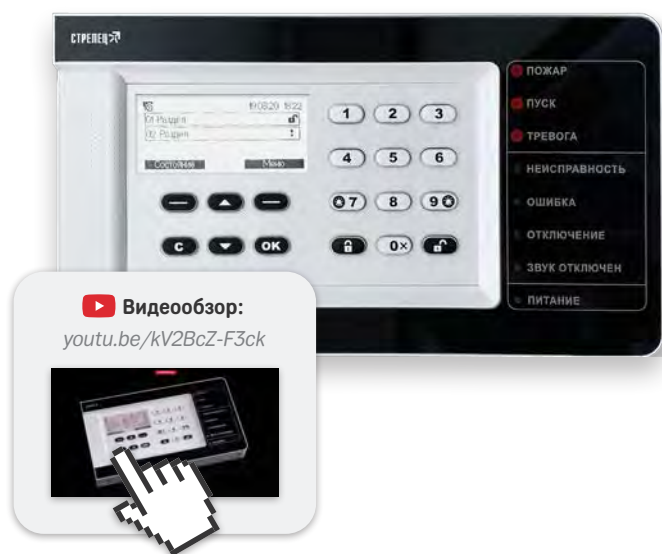 СТРЕЛЕЦ
19.08.20 18:22
01 Раздел
02 Раздел
Состояние Меню
1 2 3
4 5 6
7 8 9
C OK 0×
ПОЖАР
ПУСК
ТРЕВОГА
НЕИСПРАВНОСТЬ
ОШИБКА
ОТКЛЮЧЕНИЕ
ЗВУК ОТКЛЮЧЕН
ПИТАНИЕ
Видеообзор:
youtu.be/kV2BcZ-F3ck